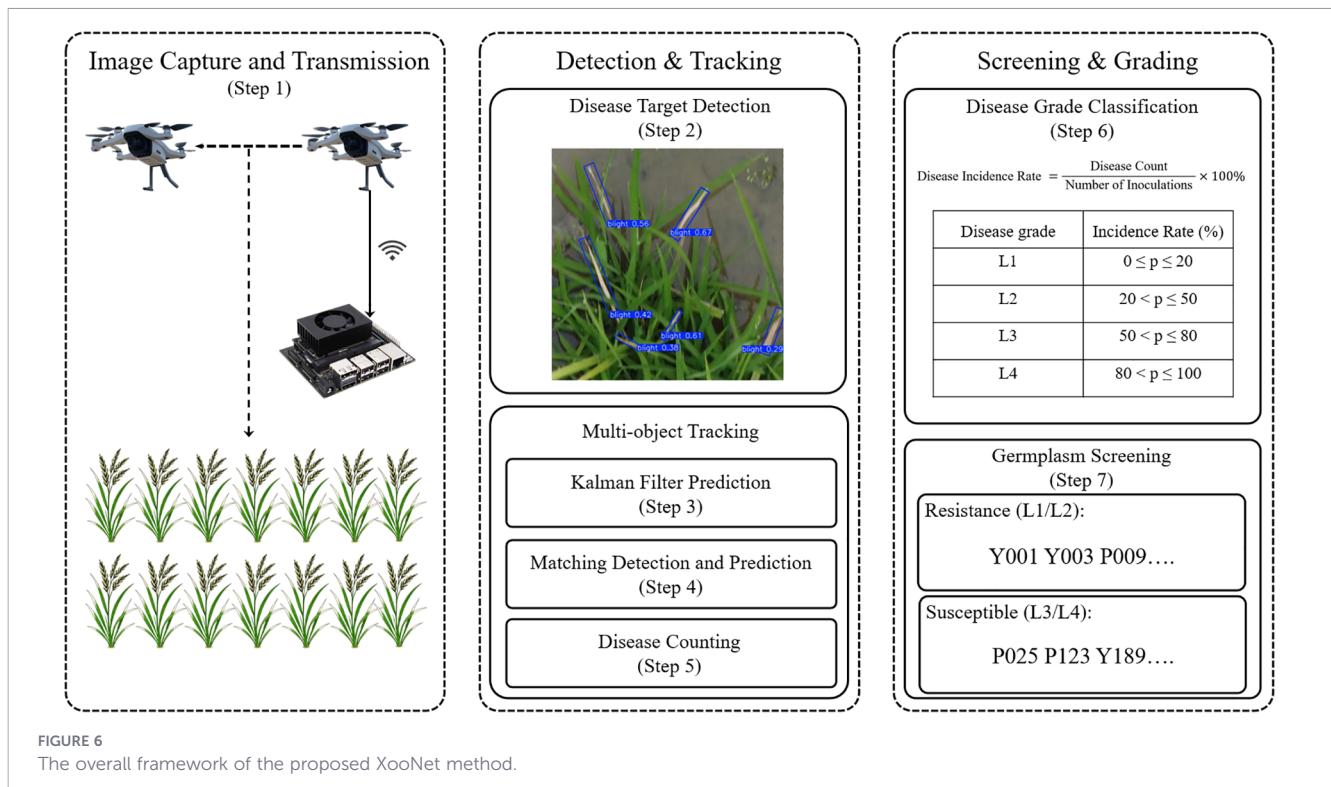 Image Capture and Transmission
(Step 1)
Detection & Tracking
Disease Target Detection
(Step 2)
blight 0.56
blight 0.67
blight 0.42
blight 0.61
blight 0.38
blight 0.29
Multi-object Tracking
Kalman Filter Prediction
(Step 3)
Matching Detection and Prediction
(Step 4)
Disease Counting
(Step 5)
Screening & Grading
Disease Grade Classification
(Step 6)
Disease Incidence Rate = Disease Count / Number of Inoculations × 100%
Disease grade Incidence Rate (%)
L1 0 ≤ p ≤ 20
L2 20 < p ≤ 50
L3 50 < p ≤ 80
L4 80 < p ≤ 100
Germplasm Screening
(Step 7)
Resistance (L1/L2):
Y001 Y003 P009….
Susceptible (L3/L4):
P025 P123 Y189….
FIGURE 6
The overall framework of the proposed XooNet method.